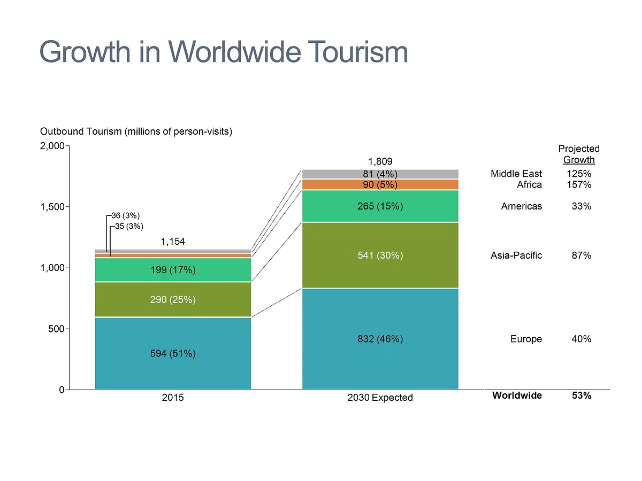 Growth in Worldwide Tourism
Outbound Tourism (millions of person-visits)
Projected
Growth
2,000
1,809
81 (4%)
Middle East 125%
90 (5%)
Africa 157%
1,500
265 (15%)
Americas 33%
36 (3%)
35 (3%)
1,154
541 (30%)
Asia-Pacific 87%
1,000
199 (17%)
290 (25%)
500
832 (46%)
Europe 40%
594 (51%)
0
2015
2030 Expected
Worldwide 53%